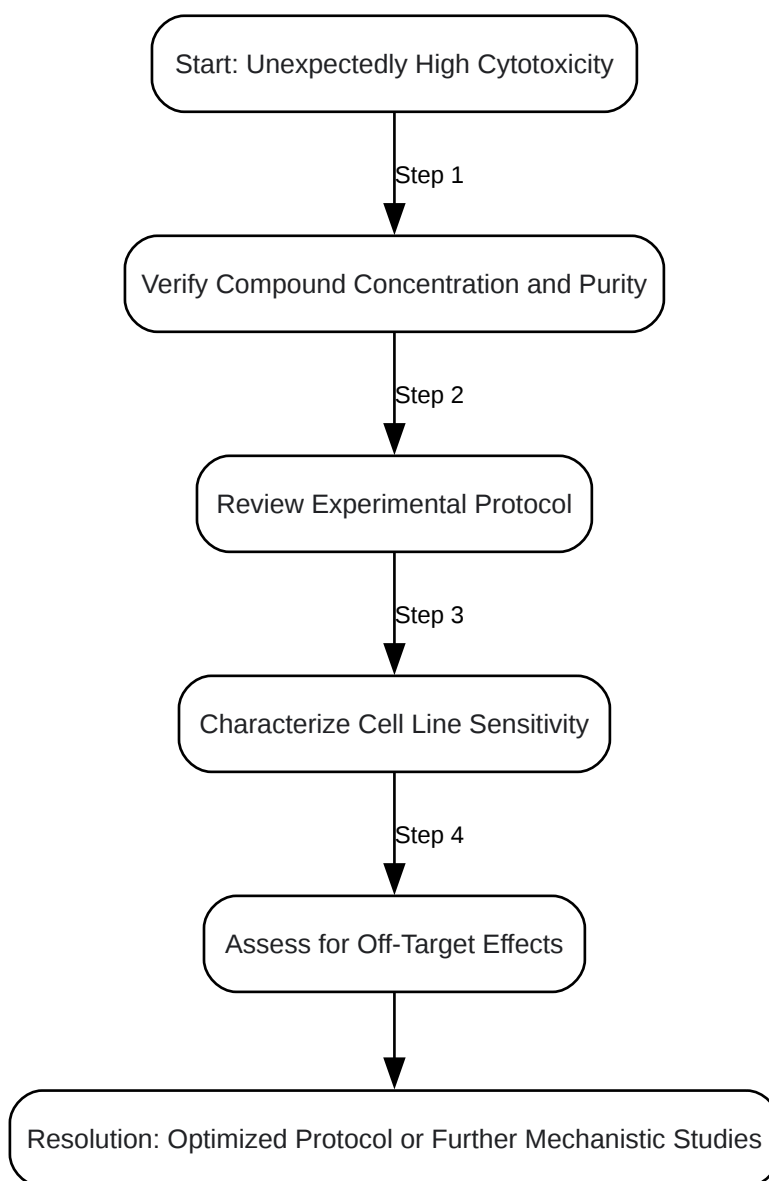 Start: Unexpectedly High Cytotoxicity
Step 1
Verify Compound Concentration and Purity
Step 2
Review Experimental Protocol
Step 3
Characterize Cell Line Sensitivity
Step 4
Assess for Off-Target Effects
Resolution: Optimized Protocol or Further Mechanistic Studies